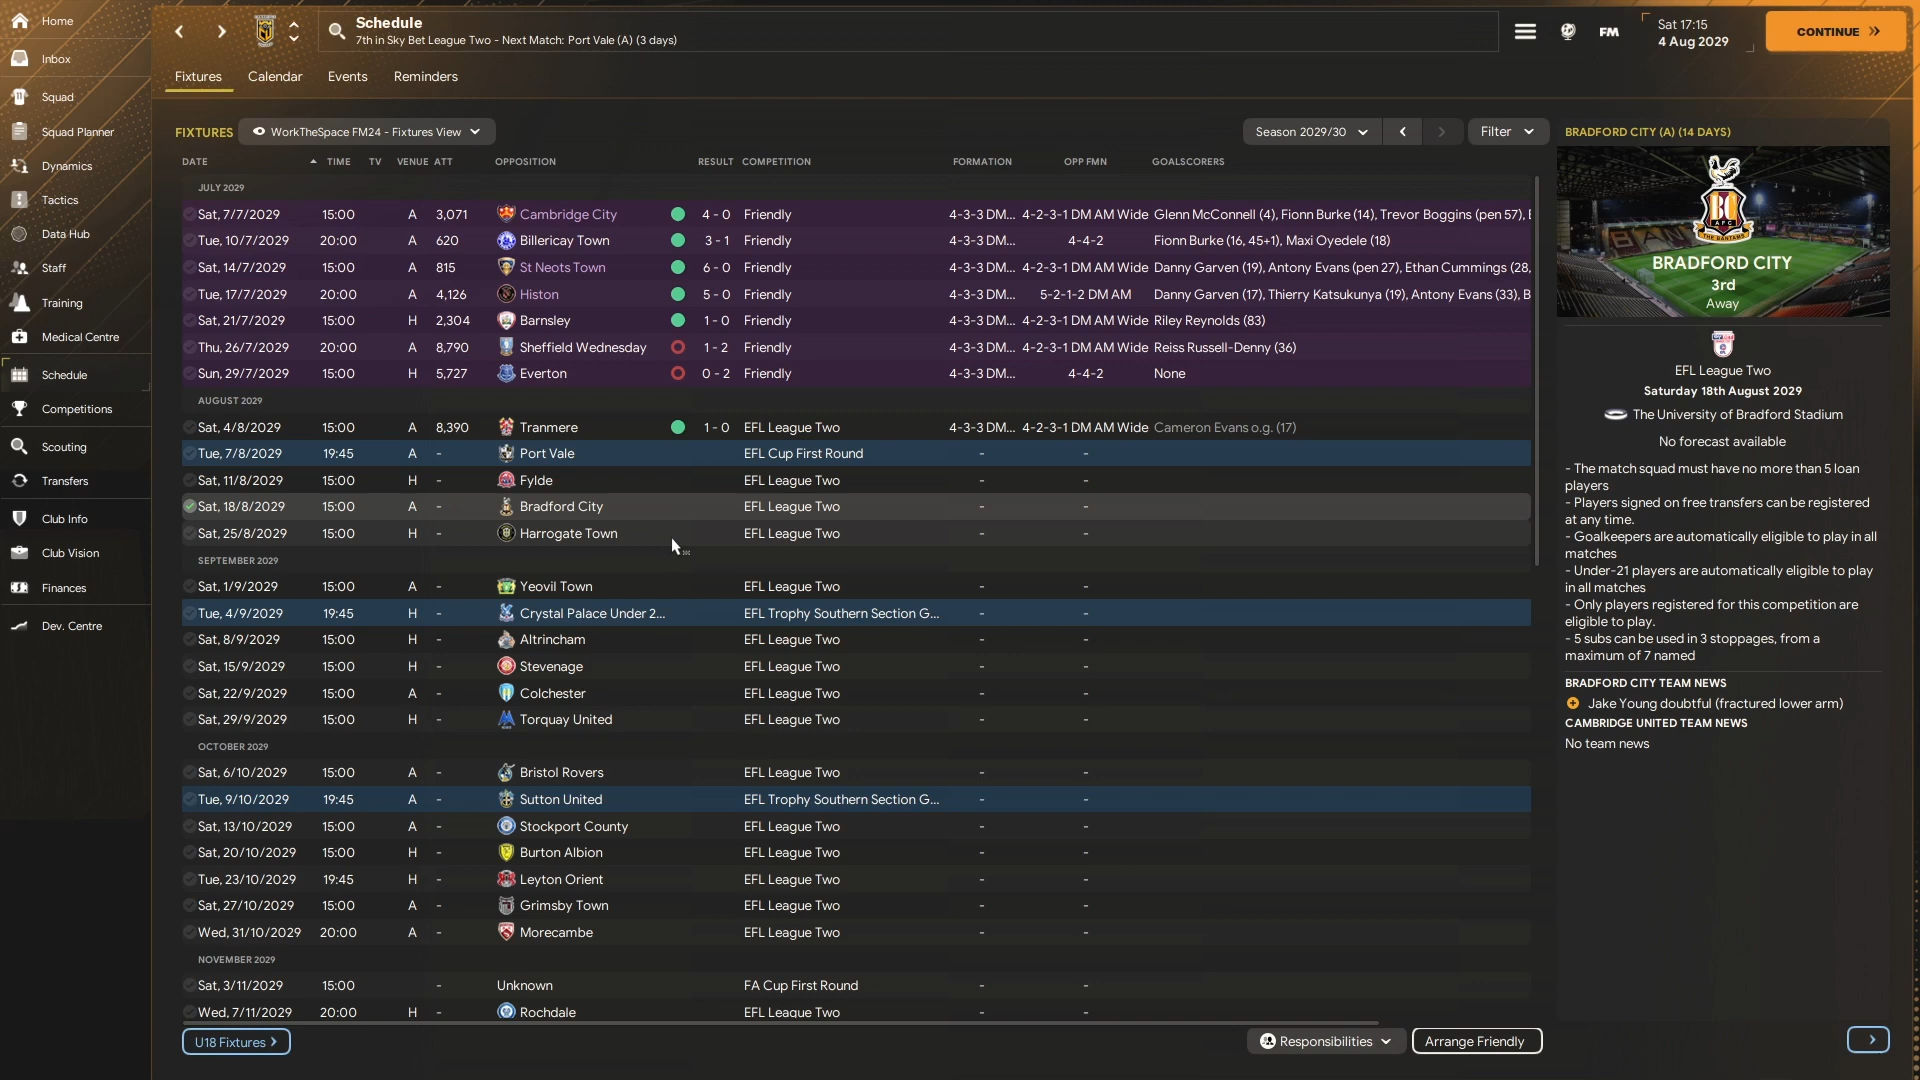 Home
Inbox
Squad
Squad Planner
Dynamics
Tactics
Data Hub
Staff
Training
Medical Centre
Schedule
Competitions
Scouting
Transfers
Club Info
Club Vision
Finances
Dev. Centre
Schedule
7th in Sky Bet League Two - Next Match: Port Vale (A) (3 days)
FM
Sat 17:15
4 Aug 2029
CONTINUE
Fixtures Calendar Events Reminders
FIXTURES WorkTheSpace FM24 - Fixtures View Season 2029/30 Filter
DATE TIME TV VENUE ATT OPPOSITION RESULT COMPETITION FORMATION OPP FMN GOALSCORERS
JULY 2029
Sat, 7/7/2029 15:00 A 3,071 Cambridge City 4 - 0 Friendly 4-3-3 DM... 4-2-3-1 DM AM Wide Glenn McConnell (4), Fionn Burke (14), Trevor Boggins (pen 57), E
Tue, 10/7/2029 20:00 A 620 Billericay Town 3 - 1 Friendly 4-3-3 DM... 4-4-2 Fionn Burke (16, 45+1), Maxi Oyedele (18)
Sat, 14/7/2029 15:00 A 815 St Neots Town 6 - 0 Friendly 4-3-3 DM... 4-2-3-1 DM AM Wide Danny Garven (19), Antony Evans (pen 27), Ethan Cummings (28,
Tue, 17/7/2029 20:00 A 4,126 Histon 5 - 0 Friendly 4-3-3 DM... 5-2-1-2 DM AM Danny Garven (17), Thierry Katsukunya (19), Antony Evans (33), B
Sat, 21/7/2029 15:00 H 2,304 Barnsley 1 - 0 Friendly 4-3-3 DM... 4-2-3-1 DM AM Wide Riley Reynolds (83)
Thu, 26/7/2029 20:00 A 8,790 Sheffield Wednesday 1 - 2 Friendly 4-3-3 DM... 4-2-3-1 DM AM Wide Reiss Russell-Denny (36)
Sun, 29/7/2029 15:00 H 5,727 Everton 0 - 2 Friendly 4-3-3 DM... 4-4-2 None
AUGUST 2029
Sat, 4/8/2029 15:00 A 8,390 Tranmere 1 - 0 EFL League Two 4-3-3 DM... 4-2-3-1 DM AM Wide Cameron Evans o.g. (17)
Tue, 7/8/2029 19:45 A - Port Vale EFL Cup First Round - -
Sat, 11/8/2029 15:00 H - Fylde EFL League Two - -
Sat, 18/8/2029 15:00 A - Bradford City EFL League Two - -
Sat, 25/8/2029 15:00 H - Harrogate Town EFL League Two - -
SEPTEMBER 2029
Sat, 1/9/2029 15:00 A - Yeovil Town EFL League Two - -
Tue, 4/9/2029 19:45 H - Crystal Palace Under 2... EFL Trophy Southern Section G... - -
Sat, 8/9/2029 15:00 H - Altrincham EFL League Two - -
Sat, 15/9/2029 15:00 H - Stevenage EFL League Two - -
Sat, 22/9/2029 15:00 A - Colchester EFL League Two - -
Sat, 29/9/2029 15:00 H - Torquay United EFL League Two - -
OCTOBER 2029
Sat, 6/10/2029 15:00 A - Bristol Rovers EFL League Two - -
Tue, 9/10/2029 19:45 A - Sutton United EFL Trophy Southern Section G... - -
Sat, 13/10/2029 15:00 A - Stockport County EFL League Two - -
Sat, 20/10/2029 15:00 H - Burton Albion EFL League Two - -
Tue, 23/10/2029 19:45 H - Leyton Orient EFL League Two - -
Sat, 27/10/2029 15:00 A - Grimsby Town EFL League Two - -
Wed, 31/10/2029 20:00 A - Morecambe EFL League Two - -
NOVEMBER 2029
Sat, 3/11/2029 15:00 - Unknown FA Cup First Round - -
Wed, 7/11/2029 20:00 H - Rochdale EFL League Two - -
U18 Fixtures Responsibilities Arrange Friendly
BRADFORD CITY (A) (14 DAYS)
BRADFORD CITY
3rd
Away
EFL League Two
Saturday 18th August 2029
The University of Bradford Stadium
No forecast available
- The match squad must have no more than 5 loan
players
- Players signed on free transfers can be registered
at any time.
- Goalkeepers are automatically eligible to play in all
matches
- Under-21 players are automatically eligible to play
in all matches
- Only players registered for this competition are
eligible to play.
- 5 subs can be used in 3 stoppages, from a
maximum of 7 named
BRADFORD CITY TEAM NEWS
Jake Young doubtful (fractured lower arm)
CAMBRIDGE UNITED TEAM NEWS
No team news